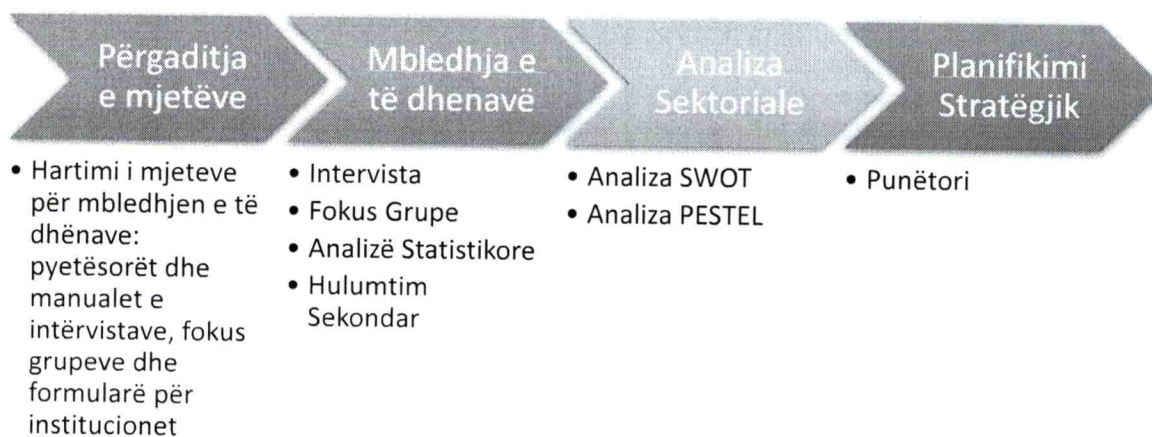 Përgaditja
e mjetëve
Mbledhja e
të dhenavë
Analiza
Sektoriale
Planifikimi
Stratëgjik
• Hartimi i mjeteve
për mbledhjen e të
dhënave:
pyetësorët dhe
manualet e
intërvistave, fokus
grupeve dhe
formularë për
institucionet
• Intervista
• Fokus Grupe
• Analizë Statistikore
• Hulumtim
Sekondar
• Analiza SWOT
• Analiza PESTEL
• Punëtori